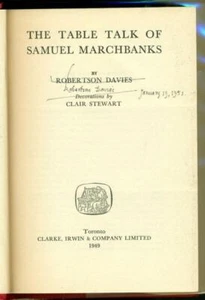 THE TABLE TALK OF
SAMUEL MARCHBANKS
BY
ROBERTSON DAVIES
Robertson Davies
January 13, 1951
Decorations by
CLAIR STEWART
Toronto
CLARKE, IRWIN & COMPANY LIMITED
1949